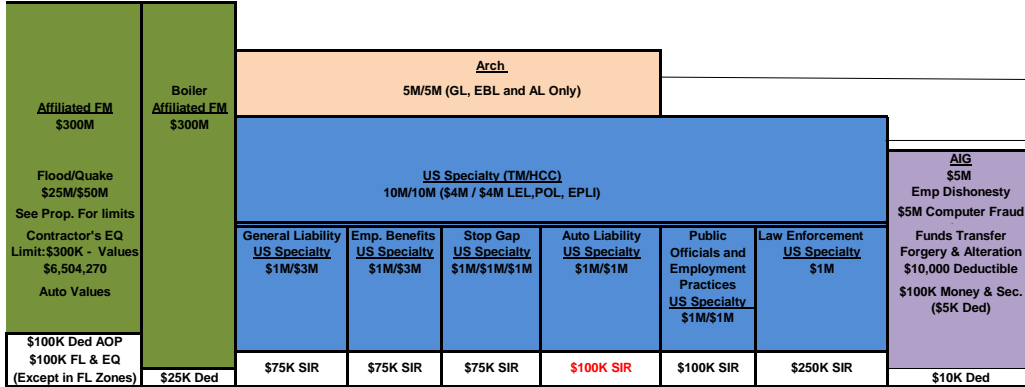 Affiliated FM
$300M
Flood/Quake
$25M/$50M
See Prop. For limits
Contractor's EQ
Limit:$300K - Values
$6,504,270
Auto Values
$100K Ded AOP
$100K FL & EQ
(Except in FL Zones)
Boiler
Affiliated FM
$300M
$25K Ded
Arch
5M/5M (GL, EBL and AL Only)
US Specialty (TM/HCC)
10M/10M ($4M / $4M LEL,POL, EPLI)
General Liability
US Specialty
$1M/$3M
$75K SIR
Emp. Benefits
US Specialty
$1M/$3M
$75K SIR
Stop Gap
US Specialty
$1M/$1M/$1M
$75K SIR
Auto Liability
US Specialty
$1M/$1M
$100K SIR
Public
Officials and
Employment
Practices
US Specialty
$1M/$1M
$100K SIR
Law Enforcement
US Specialty
$1M
$250K SIR
AIG
$5M
Emp Dishonesty
$5M Computer Fraud
Funds Transfer
Forgery & Alteration
$10,000 Deductible
$100K Money & Sec.
($5K Ded)
$10K Ded